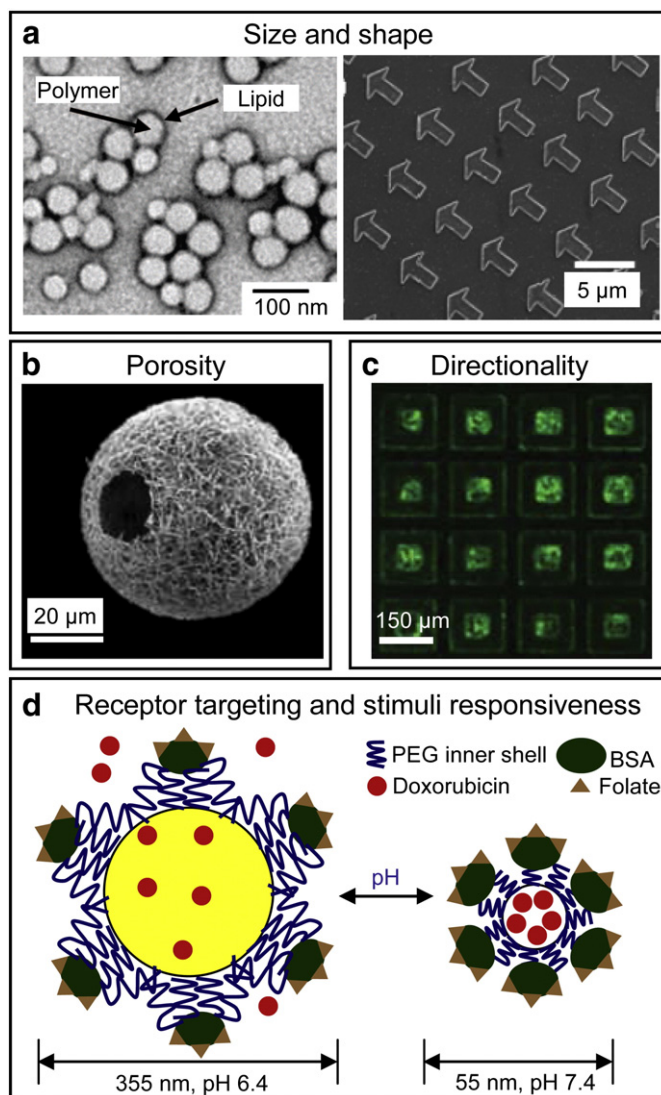 a
Size and shape
Polymer
Lipid
100 nm
5 μm
b
Porosity
20 μm
c
Directionality
150 μm
d
Receptor targeting and stimuli responsiveness
PEG inner shell
BSA
Doxorubicin
Folate
pH
355 nm, pH 6.4
55 nm, pH 7.4